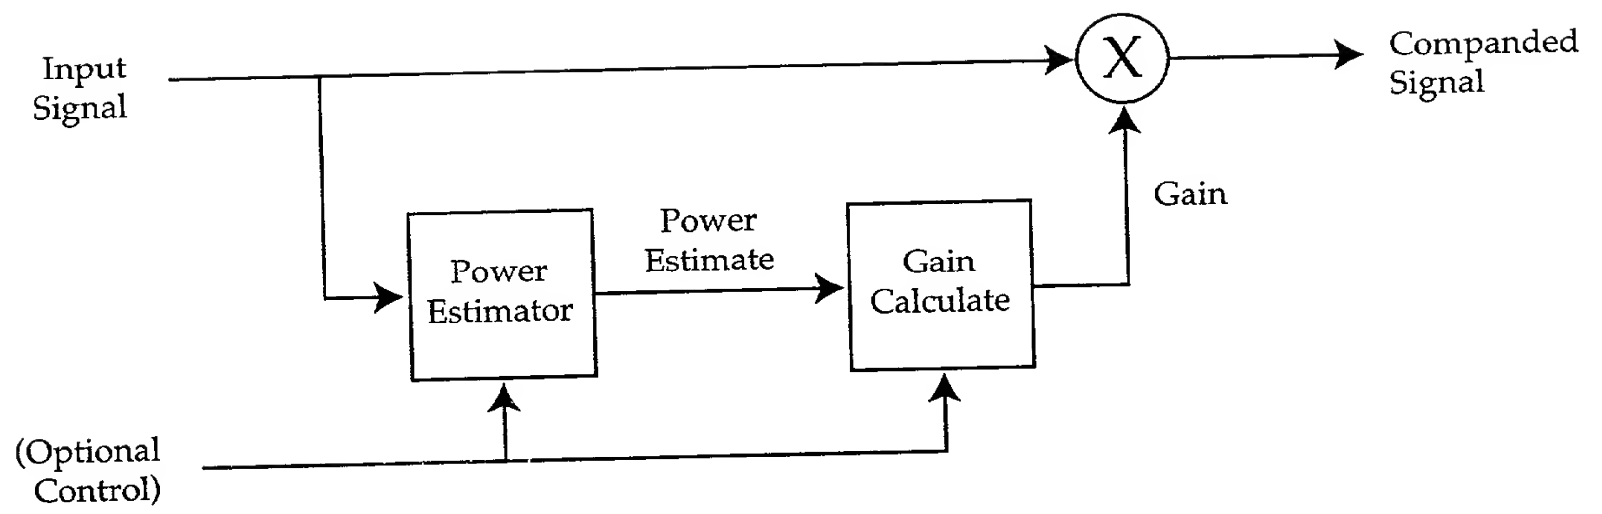 Input
Signal
X
Companded
Signal
Gain
Power
Estimate
Power
Estimator
Gain
Calculate
(Optional
Control)